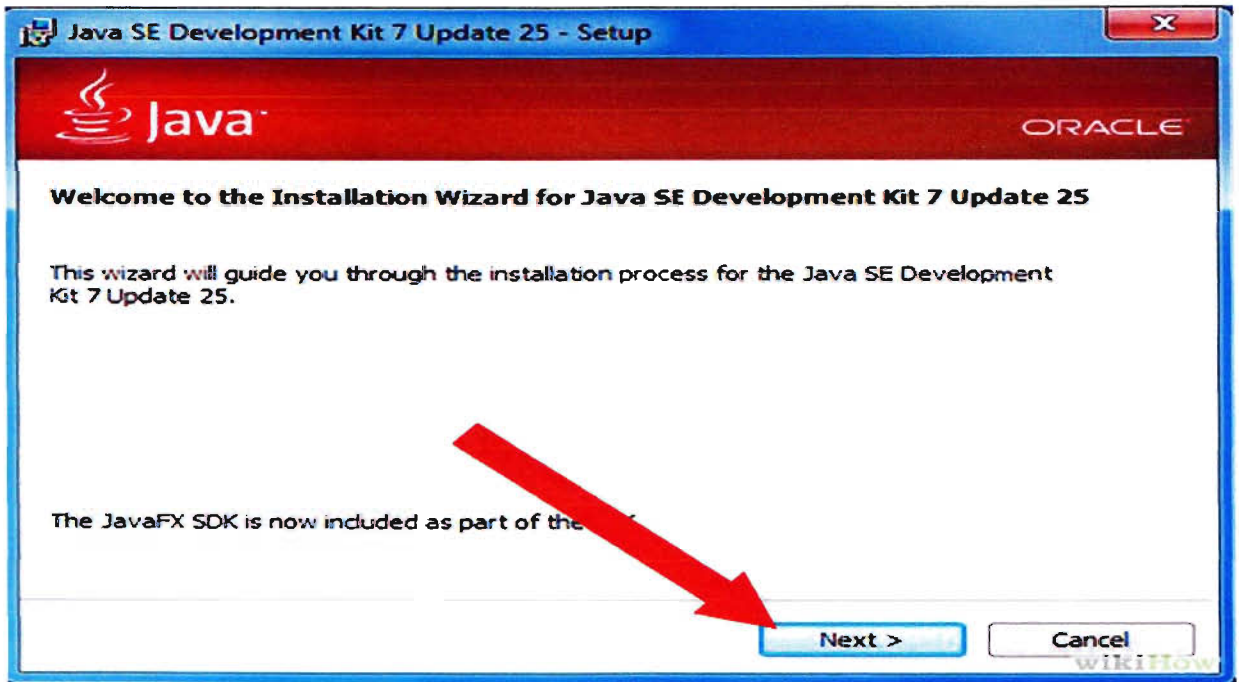 Java SE Development Kit 7 Update 25 - Setup
Java
ORACLE
Welcome to the Installation Wizard for Java SE Development Kit 7 Update 25
This wizard will guide you through the installation process for the Java SE Development
Kit 7 Update 25.
The JavaFX SDK is now included as part of the
Next >
Cancel
wikiHow